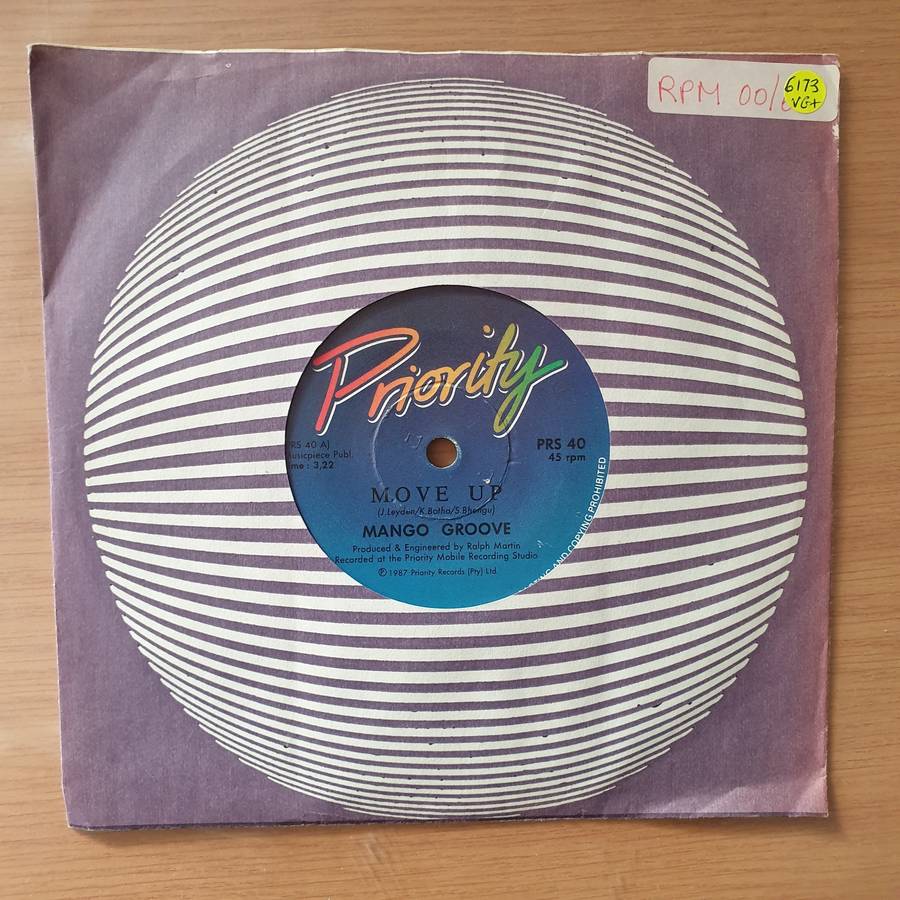 RPM 00/
6173
VG+
Priority
RS 40 A)
usicpiece Publ.
me : 3,22
PRS 40
45 rpm
MOVE UP
(J.Leyden/K.Botha/S.Bhengu)
MANGO GROOVE
Produced & Engineered by Ralph Martin
Recorded at the Priority Mobile Recording Studio
℗ 1987 Priority Records (Pty) Ltd.
AND COPYING PROHIBITED